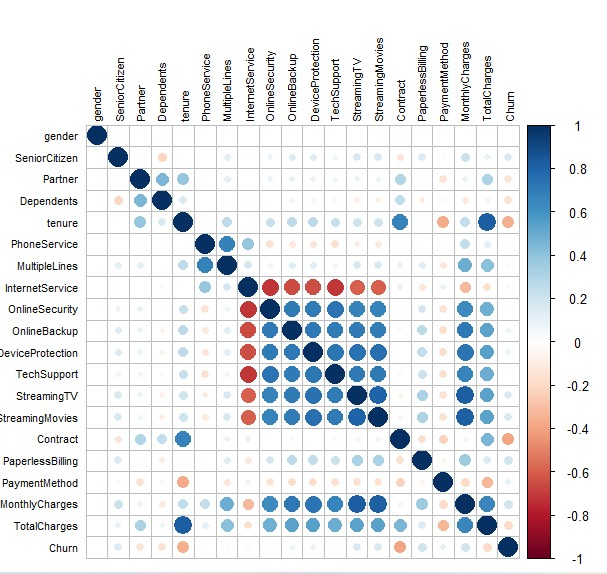 gender
SeniorCitizen
Partner
Dependents
tenure
PhoneService
MultipleLines
InternetService
OnlineSecurity
OnlineBackup
DeviceProtection
TechSupport
StreamingTV
StreamingMovies
Contract
PaperlessBilling
PaymentMethod
MonthlyCharges
TotalCharges
Churn
gender
SeniorCitizen
Partner
Dependents
tenure
PhoneService
MultipleLines
InternetService
OnlineSecurity
OnlineBackup
DeviceProtection
TechSupport
StreamingTV
StreamingMovies
Contract
PaperlessBilling
PaymentMethod
MonthlyCharges
TotalCharges
Churn
1
0.8
0.6
0.4
0.2
0
-0.2
-0.4
-0.6
-0.8
-1